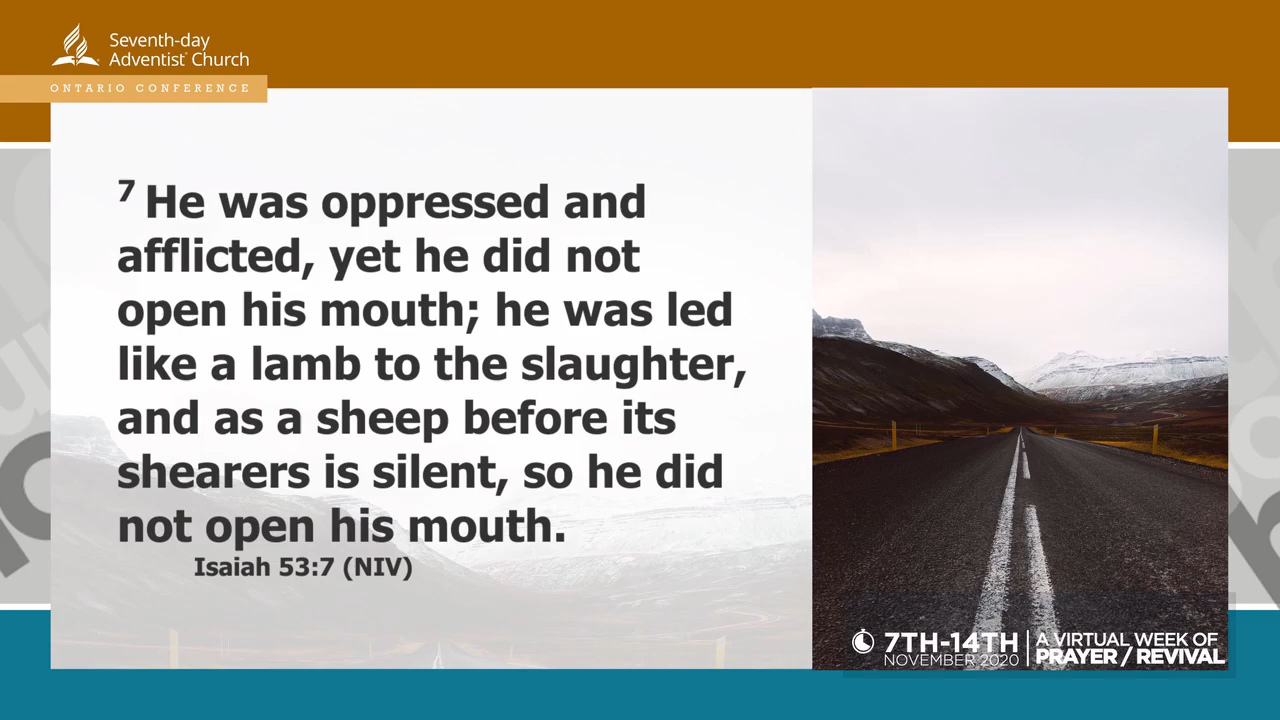 Seventh-day
Adventist® Church
ONTARIO CONFERENCE
7 He was oppressed and
afflicted, yet he did not
open his mouth; he was led
like a lamb to the slaughter,
and as a sheep before its
shearers is silent, so he did
not open his mouth.
Isaiah 53:7 (NIV)
7TH-14TH
NOVEMBER 2020
A VIRTUAL WEEK OF
PRAYER / REVIVAL